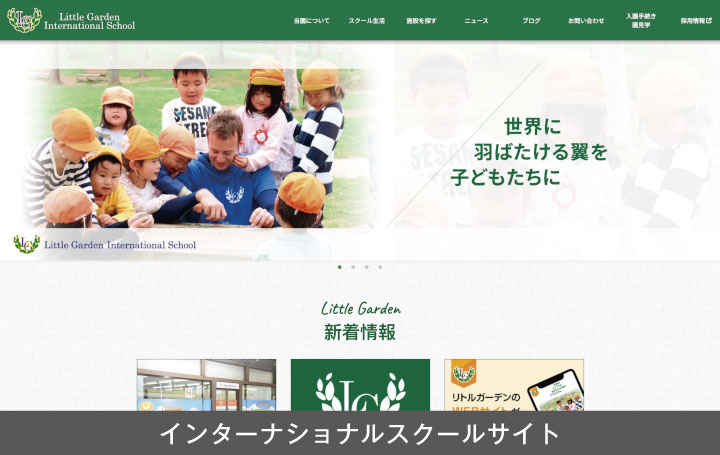 Little Garden
International School
当園について
スクール生活
施設を探す
ニュース
ブログ
お問い合わせ
入園手続き
園見学
採用情報
SESAME
STREET
世界に
羽ばたける翼を
子どもたちに
LG Little Garden International School
Little Garden
新着情報
LG
リトルガーデンの
WEBサイトが
インターナショナルスクールサイト